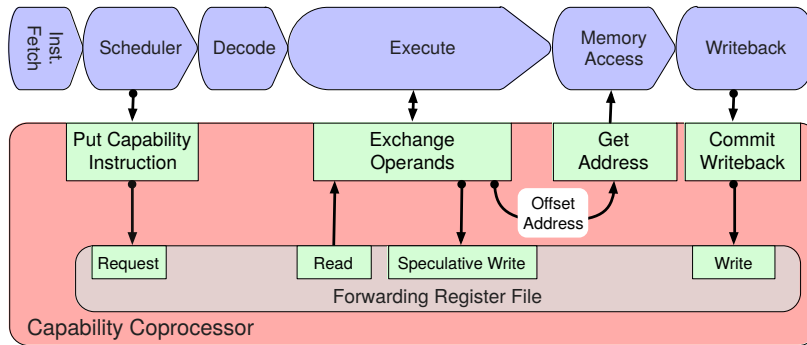 Inst.
Fetch
Scheduler
Decode
Execute
Memory
Access
Writeback
Put Capability
Instruction
Exchange
Operands
Get
Address
Commit
Writeback
Offset
Address
Request
Read
Speculative Write
Write
Forwarding Register File
Capability Coprocessor